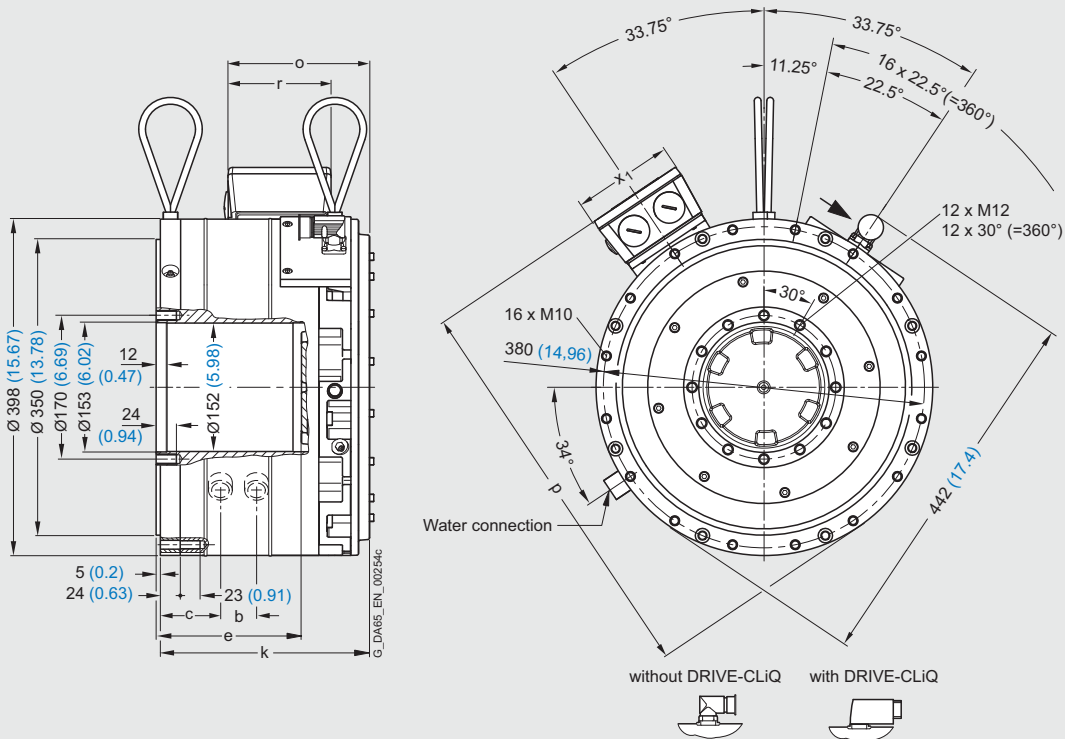 o
r
12
(0.47)
24
(0.94)
Ø 398 (15.67)
Ø 350 (13.78)
Ø170 (6.69)
Ø153 (6.02)
Ø152 (5.98)
5 (0.2)
24 (0.63)
23 (0.91)
c
b
e
k
G_DA65_EN_00254c
33.75°
33.75°
11.25°
16 x 22.5°(=360°)
22.5°
x1
12 x M12
12 x 30° (=360°)
30°
16 x M10
380 (14,96)
34°
p
442 (17.4)
Water connection
without DRIVE-CLiQ
with DRIVE-CLiQ